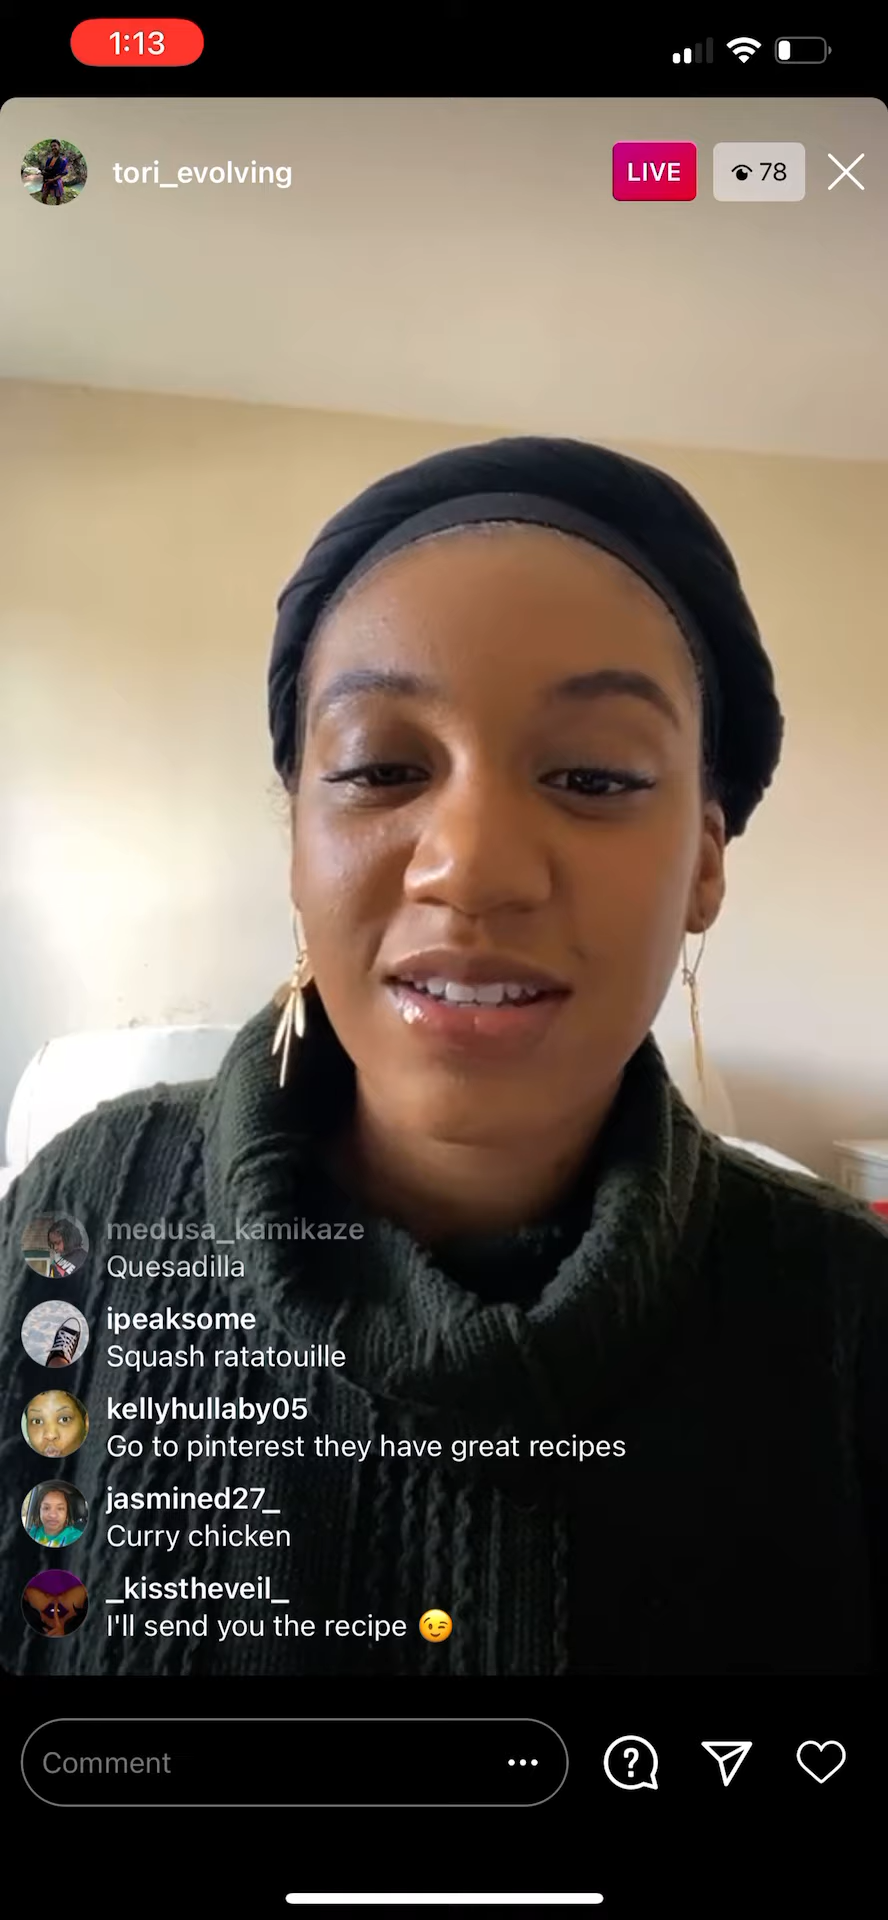 1:13
tori_evolving
LIVE
78
medusa_kamikaze
Quesadilla
ipeaksome
Squash ratatouille
kellyhullaby05
Go to pinterest they have great recipes
jasmined27_
Curry chicken
_kisstheveil_
I'll send you the recipe 😉
Comment